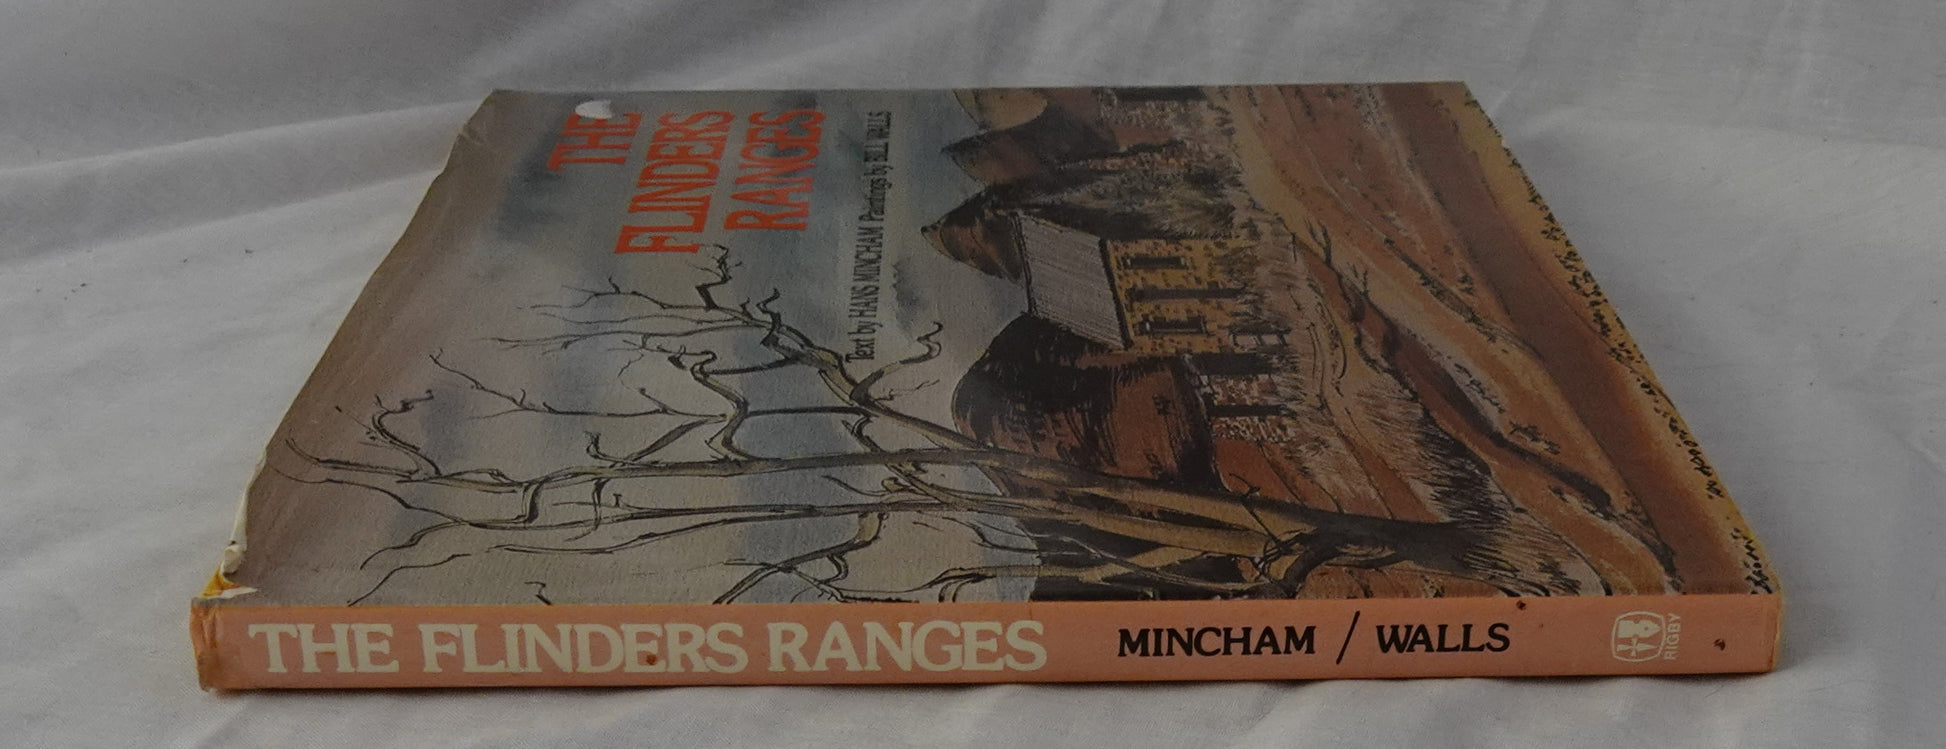 THE
FLINDERS
RANGES
Text by HANS MINCHAM Paintings by BILL WALLS
THE FLINDERS RANGES MINCHAM / WALLS RIGBY